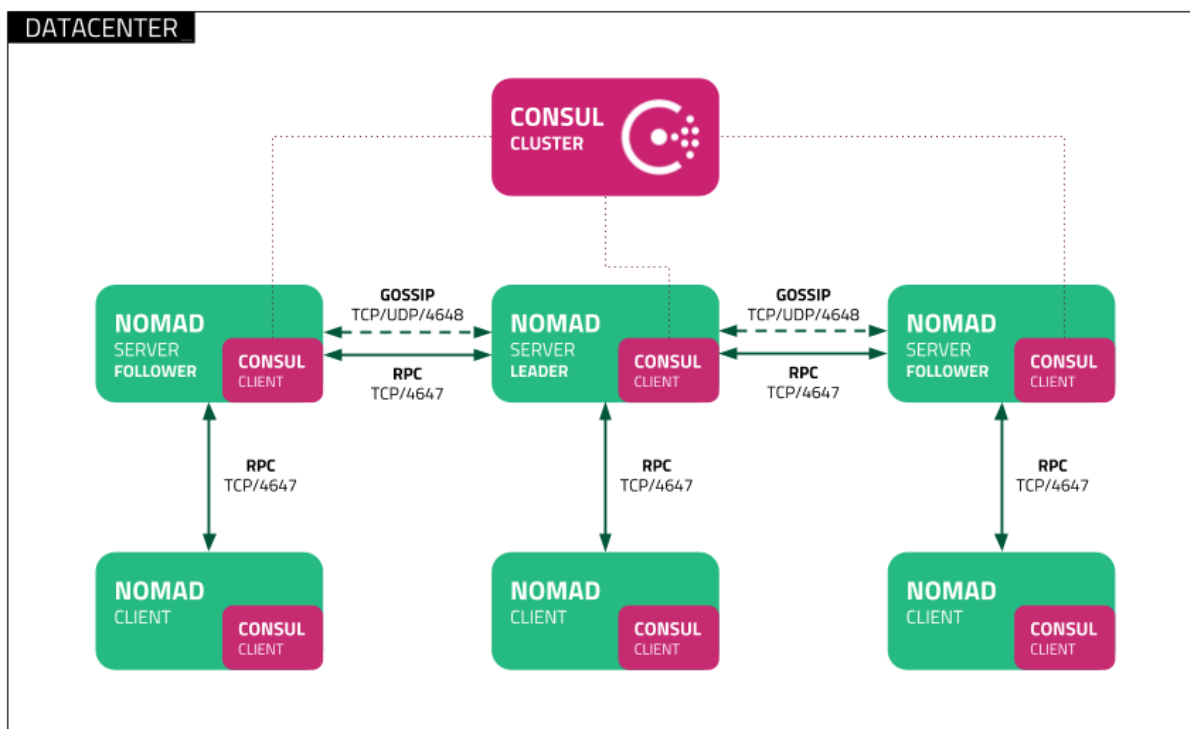 DATACENTER_
CONSUL
CLUSTER
GOSSIP
TCP/UDP/4648
GOSSIP
TCP/UDP/4648
NOMAD
SERVER
FOLLOWER
CONSUL
CLIENT
RPC
TCP/4647
NOMAD
SERVER
LEADER
CONSUL
CLIENT
RPC
TCP/4647
NOMAD
SERVER
FOLLOWER
CONSUL
CLIENT
RPC
TCP/4647
RPC
TCP/4647
RPC
TCP/4647
NOMAD
CLIENT
CONSUL
CLIENT
NOMAD
CLIENT
CONSUL
CLIENT
NOMAD
CLIENT
CONSUL
CLIENT